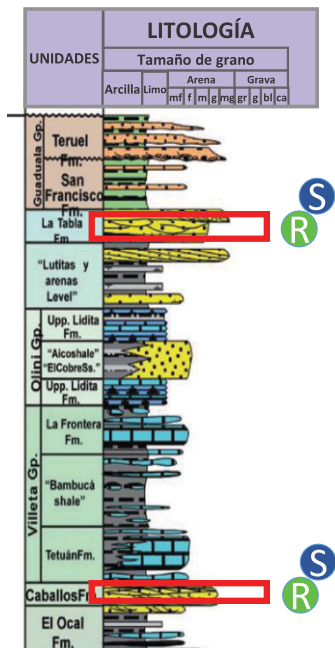 LITOLOGÍA
UNIDADES
Tamaño de grano
Arcilla
Limo
Arena
Grava
mf f m g mg gr g bl ca
Guaduala Gp.
Teruel
Fm.
San
Francisco
Fm.
La Tabla
Fm
S
R
"Lutitas y
arenas
Level"
Olini Gp.
Upp. Lidita
Fm.
"Aicoshale"
"ElCobreSs."
Upp. Lidita
Fm.
Villeta Gp.
La Frontera
Fm.
"Bambucá
shale"
TetuánFm.
S
CaballosFm
R
El Ocal
Fm.